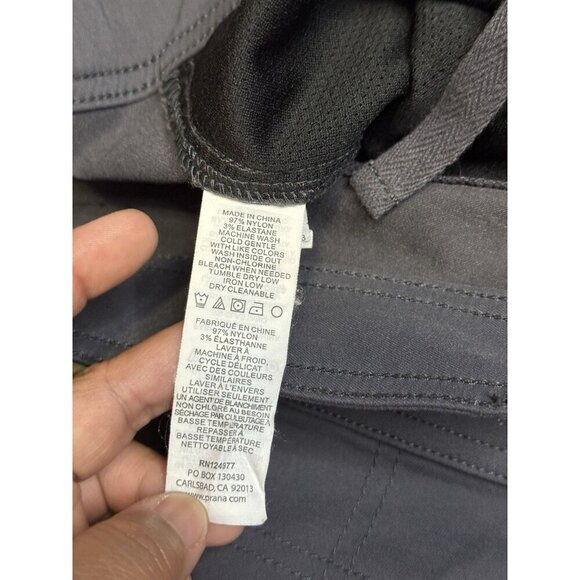 MADE IN CHINA
97% NYLON
3% ELASTANE
MACHINE WASH
COLD GENTLE
WITH LIKE COLORS
WASH INSIDE OUT
NON-CHLORINE
BLEACH WHEN NEEDED
TUMBLE DRY LOW
IRON LOW
DRY CLEANABLE
FABRIQUÉ EN CHINE
97% NYLON
3% ÉLASTHANNE
LAVER À
MACHINE À FROID,
CYCLE DÉLICAT
AVEC DES COULEURS
SIMILAIRES
LAVER À L'ENVERS
UTILISER SEULEMENT
UN AGENT DE BLANCHIMENT
NON CHLORÉ AU BESOIN
SÉCHAGE PAR CULBUTAGE À
BASSE TEMPÉRATURE
REPASSER À
BASSE TEMPÉRATURE
NETTOYABLE À SEC
RN124977
PO BOX 130430
CARLSBAD, CA 92013
www.prana.com